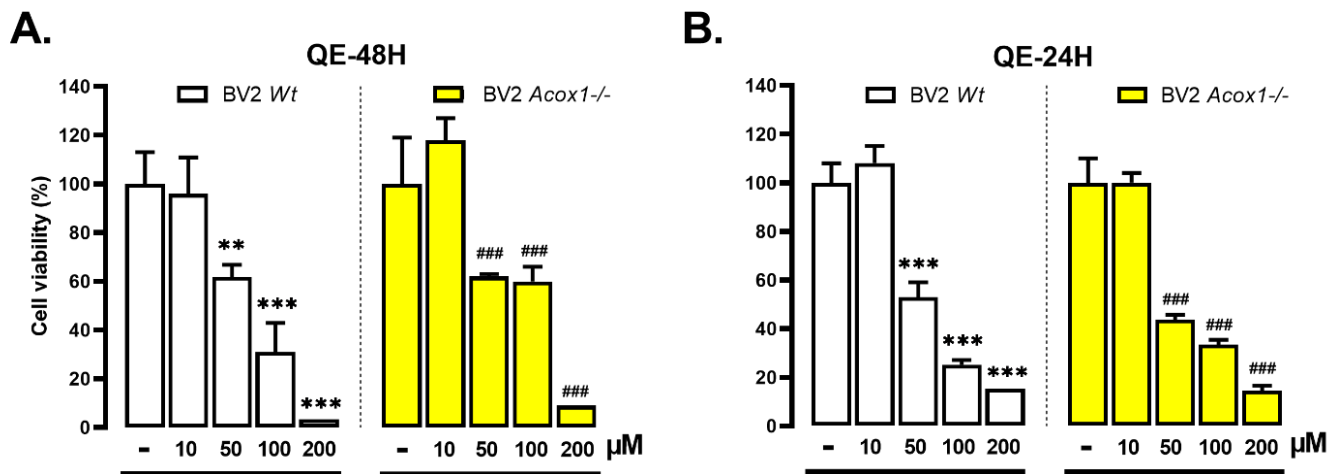 A.
QE-48H
BV2 Wt
BV2 Acox1-/-
Cell viability (%)
140
120
100
80
60
40
20
0
**
***
***
###
###
###
- 10 50 100 200
- 10 50 100 200 µM
B.
QE-24H
BV2 Wt
BV2 Acox1-/-
140
120
100
80
60
40
20
0
***
***
***
###
###
###
- 10 50 100 200
- 10 50 100 200 µM